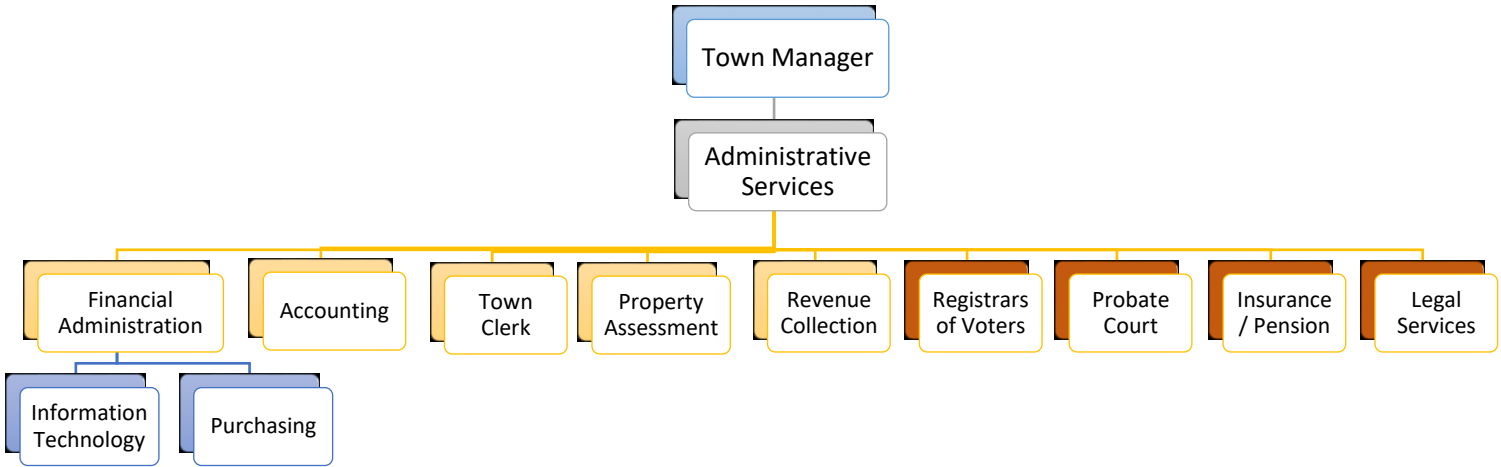 Town Manager
Administrative
Services
Financial
Administration
Accounting
Town
Clerk
Property
Assessment
Revenue
Collection
Registrars
of Voters
Probate
Court
Insurance
/ Pension
Legal
Services
Information
Technology
Purchasing